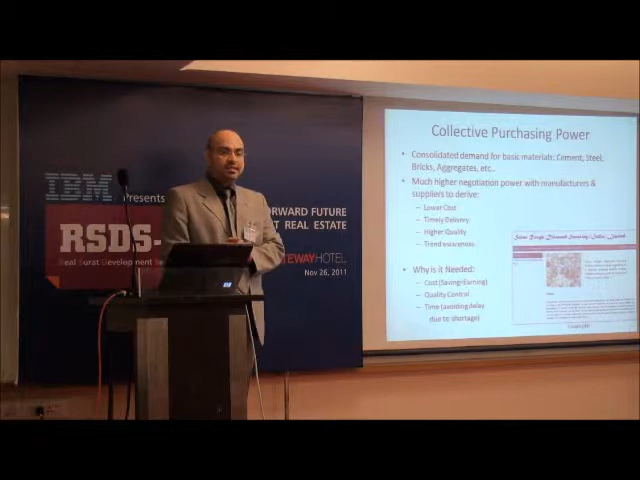 IBM Presents
RSDS-
Real Surat Development
ORWARD FUTURE
T REAL ESTATE
TEWAYHOTEL
Nov 26, 2011
Collective Purchasing Power
• Consolidated demand for basic materials: Cement, Steel,
Bricks, Aggregates, etc..
• Much higher negotiation power with manufacturers &
suppliers to derive:
– Lower Cost
– Timely Delivery
– Higher Quality
– Trend awareness
• Why is it Needed:
– Cost (Saving=Earning)
– Quality Control
– Time (avoiding delay
due to shortage)